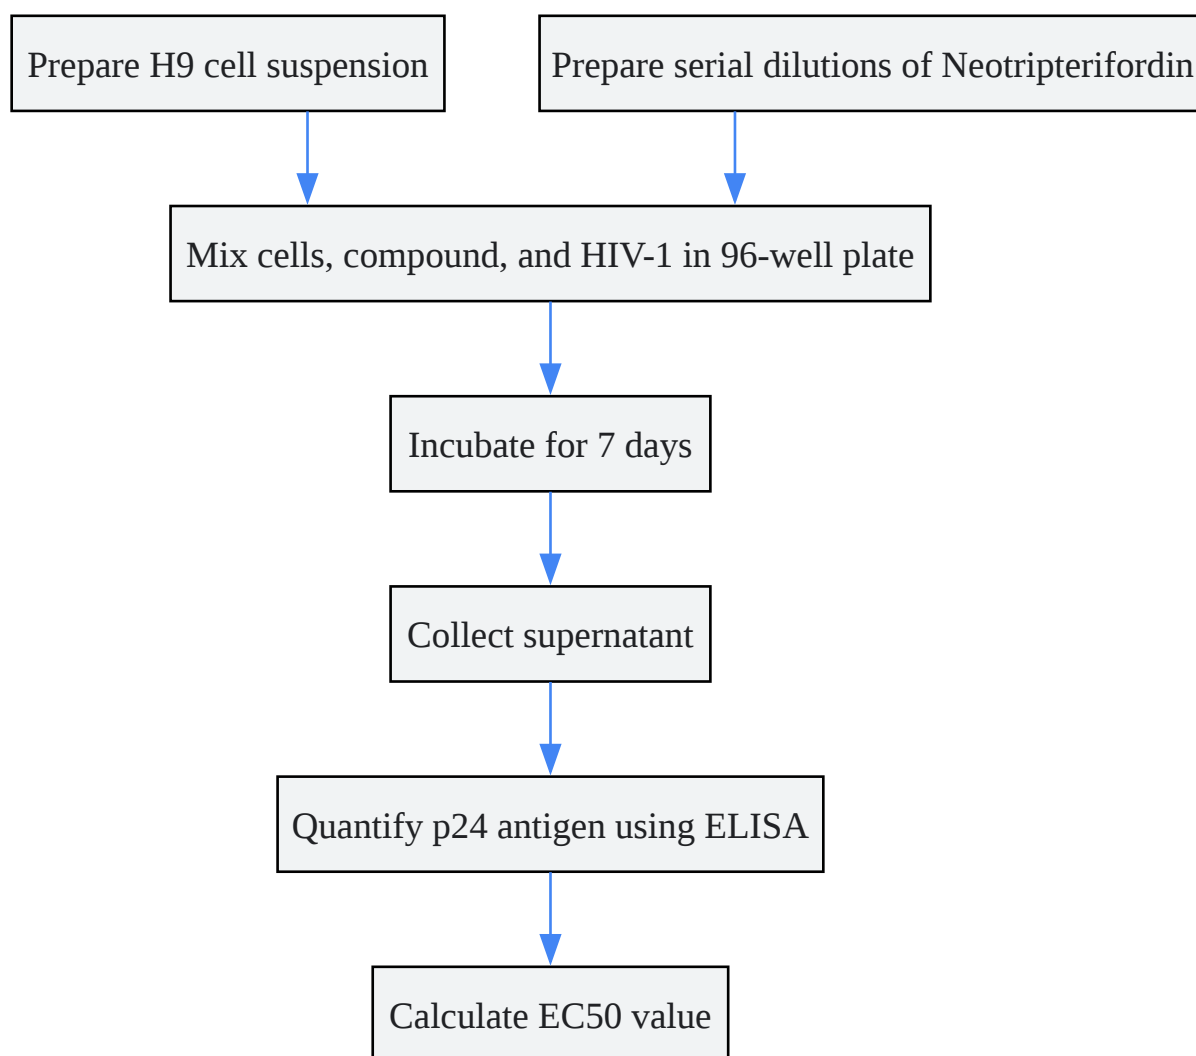 Prepare H9 cell suspension
Prepare serial dilutions of Neotripterifordin
Mix cells, compound, and HIV-1 in 96-well plate
Incubate for 7 days
Collect supernatant
Quantify p24 antigen using ELISA
Calculate EC50 value